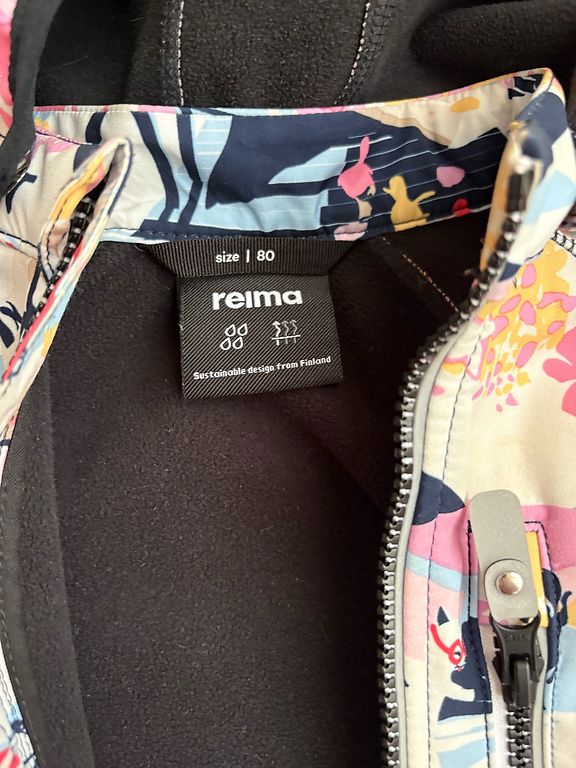 size | 80
reima
Sustainable design from Finland